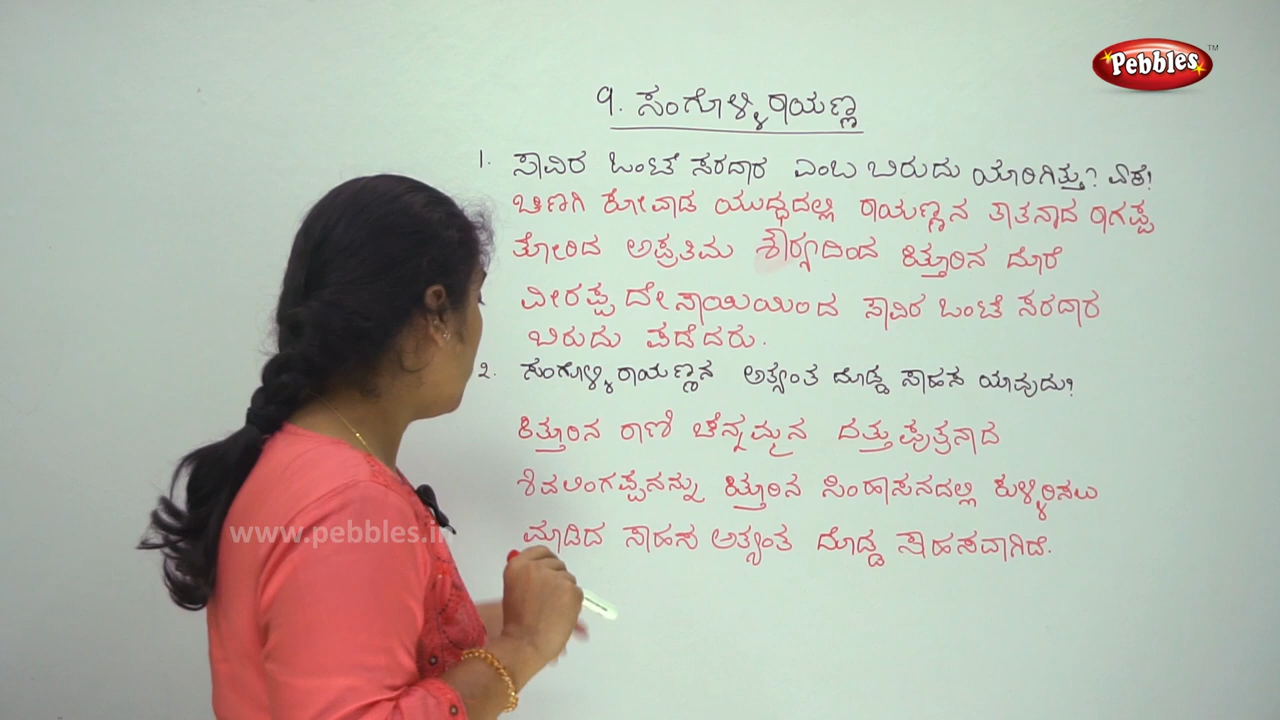 Pebbles™
9. ಸಂಗೊಳ್ಳಿರಾಯಣ್ಣ
1. ಸಾವಿರ ಒಂಟೆ ಸರದಾರ ಎಂಬ ಬಿರುದು ಯಾರಿಗಿತ್ತು? ಏಕೆ!
ಚಿಣಗಿ ಕೋವಾಡ ಯುದ್ಧದಲ್ಲಿ ರಾಯಣ್ಣನ ತಾತನಾದ ರಾಗಪ್ಪ
ತೋರಿದ ಅಪ್ರತಿಮ ಶೌರ್ಯದಿಂದ ಕಿತ್ತೂರಿನ ದೊರೆ
ವೀರಪ್ಪ ದೇಸಾಯಿಯಿಂದ ಸಾವಿರ ಒಂಟೆ ಸರದಾರ
ಬಿರುದು ಪಡೆದರು.
2. ಸಂಗೊಳ್ಳಿರಾಯಣ್ಣನ ಅತ್ಯಂತ ದೊಡ್ಡ ಸಾಹಸ ಯಾವುದು?
ಕಿತ್ತೂರಿನ ರಾಣಿ ಚೆನ್ನಮ್ಮನ ದತ್ತು ಪುತ್ರನಾದ
ಶಿವಲಿಂಗಪ್ಪನನ್ನು ಕಿತ್ತೂರಿನ ಸಿಂಹಾಸನದಲ್ಲಿ ಕುಳ್ಳಿರಿಸಲು
ಮಾಡಿದ ಸಾಹಸ ಅತ್ಯಂತ ದೊಡ್ಡ ಸಾಹಸವಾಗಿದೆ.
www.pebbles.in